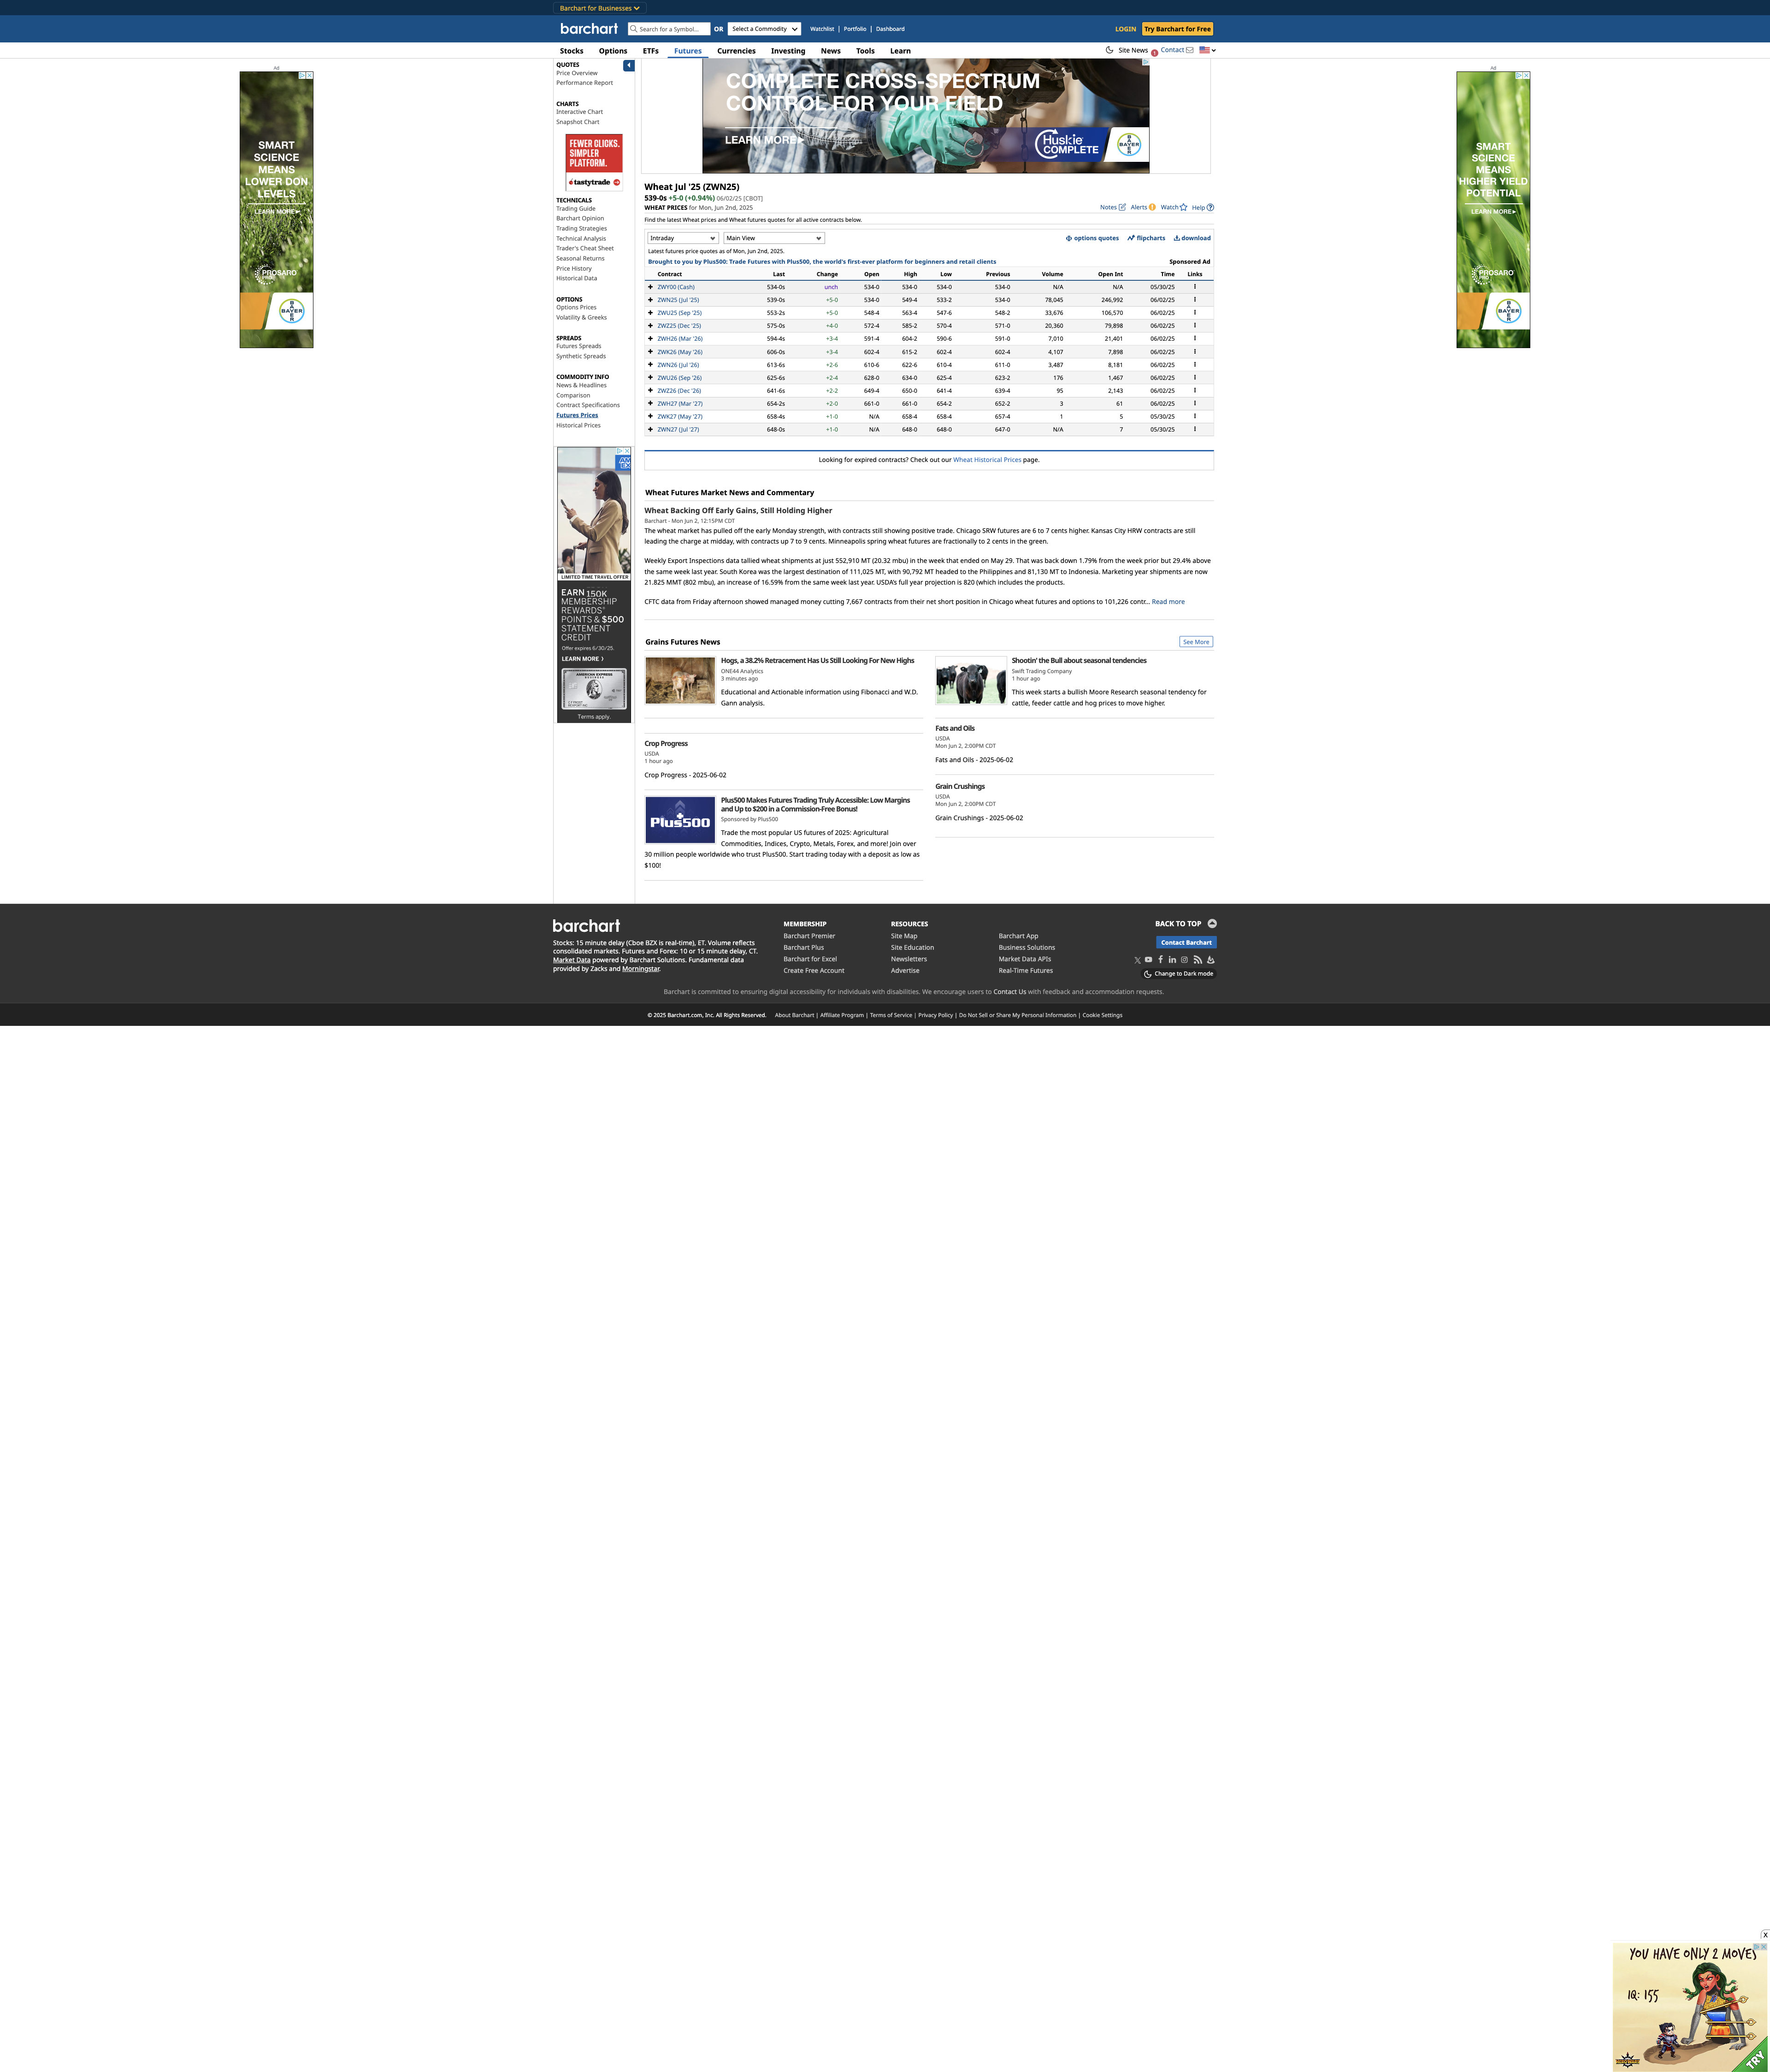 Barchart for Businesses
barchart
Search for a Symbol...
OR
Select a Commodity
Watchlist | Portfolio | Dashboard
LOGIN
Try Barchart for Free
Stocks Options ETFs Futures Currencies Investing News Tools Learn
Site News
Contact
Ad
SMART
SCIENCE
MEANS
LOWER DON
LEVELS
LEARN MORE
PROSARO
PRO
BAYER
QUOTES
Price Overview
Performance Report
CHARTS
Interactive Chart
Snapshot Chart
FEWER CLICKS.
SIMPLER
PLATFORM.
tastytrade
TECHNICALS
Trading Guide
Barchart Opinion
Trading Strategies
Technical Analysis
Trader's Cheat Sheet
Seasonal Returns
Price History
Historical Data
OPTIONS
Options Prices
Volatility & Greeks
SPREADS
Futures Spreads
Synthetic Spreads
COMMODITY INFO
News & Headlines
Comparison
Contract Specifications
Futures Prices
Historical Prices
AM
EX
LIMITED TIME TRAVEL OFFER
EARN 150K
MEMBERSHIP
REWARDS®
POINTS & $500
STATEMENT
CREDIT
Offer expires 6/30/25.
LEARN MORE
AMERICAN EXPRESS
Terms apply.
COMPLETE CROSS-SPECTRUM
CONTROL FOR YOUR FIELD
LEARN MORE
Huskie
COMPLETE
BAYER
Wheat Jul '25 (ZWN25)
539-0s +5-0 (+0.94%) 06/02/25 [CBOT]
WHEAT PRICES for Mon, Jun 2nd, 2025
Notes Alerts Watch Help
Find the latest Wheat prices and Wheat futures quotes for all active contracts below.
Intraday
Main View
options quotes flipcharts download
Latest futures price quotes as of Mon, Jun 2nd, 2025.
Brought to you by Plus500: Trade Futures with Plus500, the world's first-ever platform for beginners and retail clients Sponsored Ad
Contract Last Change Open High Low Previous Volume Open Int Time Links
ZWY00 (Cash) 534-0s unch 534-0 534-0 534-0 534-0 N/A N/A 05/30/25
ZWN25 (Jul '25) 539-0s +5-0 534-0 549-4 533-2 534-0 78,045 246,992 06/02/25
ZWU25 (Sep '25) 553-2s +5-0 548-4 563-4 547-6 548-2 33,676 106,570 06/02/25
ZWZ25 (Dec '25) 575-0s +4-0 572-4 585-2 570-4 571-0 20,360 79,898 06/02/25
ZWH26 (Mar '26) 594-4s +3-4 591-4 604-2 590-6 591-0 7,010 21,401 06/02/25
ZWK26 (May '26) 606-0s +3-4 602-4 615-2 602-4 602-4 4,107 7,898 06/02/25
ZWN26 (Jul '26) 613-6s +2-6 610-6 622-6 610-4 611-0 3,487 8,181 06/02/25
ZWU26 (Sep '26) 625-6s +2-4 628-0 634-0 625-4 623-2 176 1,467 06/02/25
ZWZ26 (Dec '26) 641-6s +2-2 649-4 650-0 641-4 639-4 95 2,143 06/02/25
ZWH27 (Mar '27) 654-2s +2-0 661-0 661-0 654-2 652-2 3 61 06/02/25
ZWK27 (May '27) 658-4s +1-0 N/A 658-4 658-4 657-4 1 5 05/30/25
ZWN27 (Jul '27) 648-0s +1-0 N/A 648-0 648-0 647-0 N/A 7 05/30/25
Looking for expired contracts? Check out our Wheat Historical Prices page.
Wheat Futures Market News and Commentary
Wheat Backing Off Early Gains, Still Holding Higher
Barchart - Mon Jun 2, 12:15PM CDT
The wheat market has pulled off the early Monday strength, with contracts still showing positive trade. Chicago SRW futures are 6 to 7 cents higher. Kansas City HRW contracts are still
leading the charge at midday, with contracts up 7 to 9 cents. Minneapolis spring wheat futures are fractionally to 2 cents in the green.
Weekly Export Inspections data tallied wheat shipments at just 552,910 MT (20.32 mbu) in the week that ended on May 29. That was back down 1.79% from the week prior but 29.4% above
the same week last year. South Korea was the largest destination of 111,025 MT, with 90,792 MT headed to the Philippines and 81,130 MT to Indonesia. Marketing year shipments are now
21.825 MMT (802 mbu), an increase of 16.59% from the same week last year. USDA's full year projection is 820 (which includes the products.
CFTC data from Friday afternoon showed managed money cutting 7,667 contracts from their net short position in Chicago wheat futures and options to 101,226 contr... Read more
Grains Futures News
See More
Hogs, a 38.2% Retracement Has Us Still Looking For New Highs
ONE44 Analytics
3 minutes ago
Educational and Actionable information using Fibonacci and W.D.
Gann analysis.
Crop Progress
USDA
1 hour ago
Crop Progress - 2025-06-02
Plus500
Plus500 Makes Futures Trading Truly Accessible: Low Margins
and Up to $200 in a Commission-Free Bonus!
Sponsored by Plus500
Trade the most popular US futures of 2025: Agricultural
Commodities, Indices, Crypto, Metals, Forex, and more! Join over
30 million people worldwide who trust Plus500. Start trading today with a deposit as low as
$100!
Shootin' the Bull about seasonal tendencies
Swift Trading Company
1 hour ago
This week starts a bullish Moore Research seasonal tendency for
cattle, feeder cattle and hog prices to move higher.
Fats and Oils
USDA
Mon Jun 2, 2:00PM CDT
Fats and Oils - 2025-06-02
Grain Crushings
USDA
Mon Jun 2, 2:00PM CDT
Grain Crushings - 2025-06-02
Ad
SMART
SCIENCE
MEANS
HIGHER YIELD
POTENTIAL
LEARN MORE
PROSARO
PRO
BAYER
barchart
Stocks: 15 minute delay (Cboe BZX is real-time), ET. Volume reflects
consolidated markets. Futures and Forex: 10 or 15 minute delay, CT.
Market Data powered by Barchart Solutions. Fundamental data
provided by Zacks and Morningstar.
MEMBERSHIP
Barchart Premier
Barchart Plus
Barchart for Excel
Create Free Account
RESOURCES
Site Map
Site Education
Newsletters
Advertise
Barchart App
Business Solutions
Market Data APIs
Real-Time Futures
BACK TO TOP
Contact Barchart
Change to Dark mode
Barchart is committed to ensuring digital accessibility for individuals with disabilities. We encourage users to Contact Us with feedback and accommodation requests.
© 2025 Barchart.com, Inc. All Rights Reserved. About Barchart | Affiliate Program | Terms of Service | Privacy Policy | Do Not Sell or Share My Personal Information | Cookie Settings
X
YOU HAVE ONLY 2 MOVES
IQ: 155
TRY